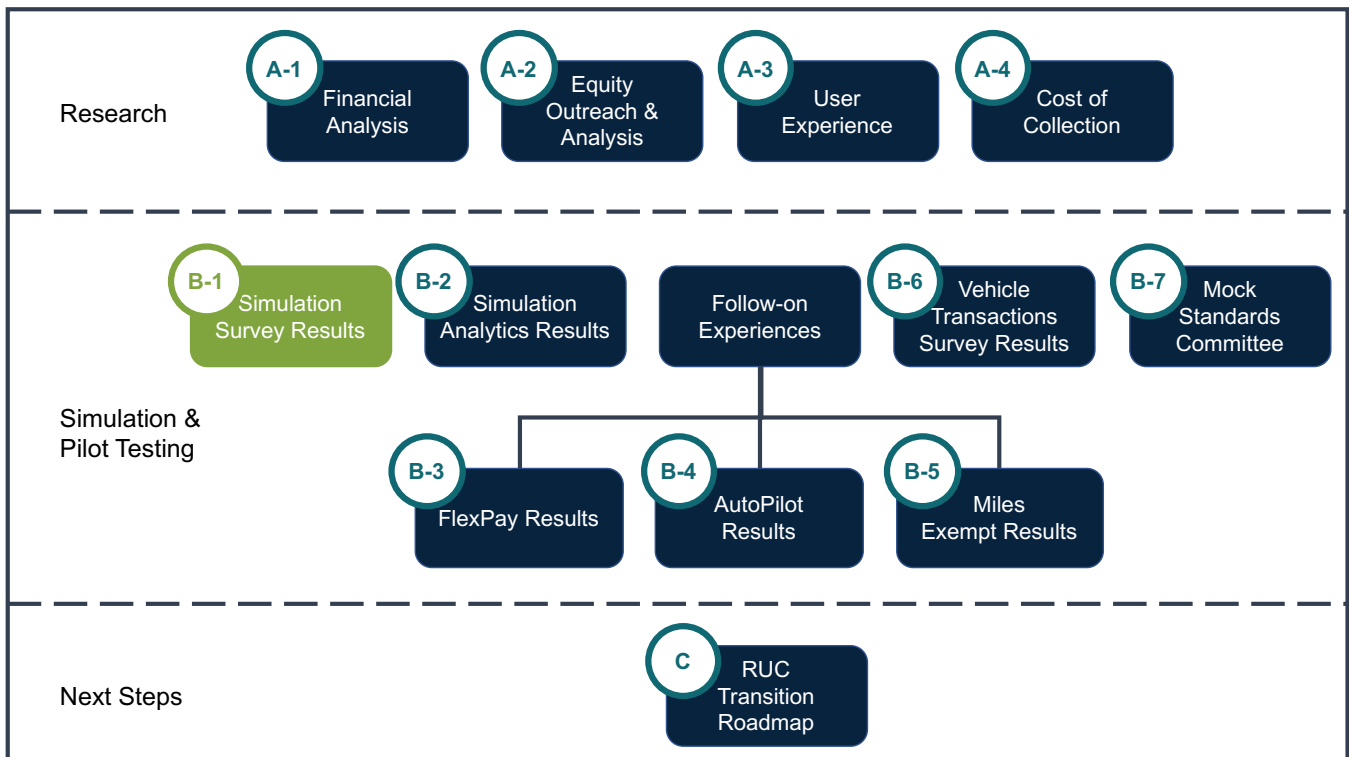 Research
A-1
Financial
Analysis
A-2
Equity
Outreach &
Analysis
A-3
User
Experience
A-4
Cost of
Collection
Simulation &
Pilot Testing
B-1
Simulation
Survey Results
B-2
Simulation
Analytics Results
Follow-on
Experiences
B-6
Vehicle
Transactions
Survey Results
B-7
Mock
Standards
Committee
B-3
FlexPay Results
B-4
AutoPilot
Results
B-5
Miles
Exempt Results
Next Steps
C
RUC
Transition
Roadmap